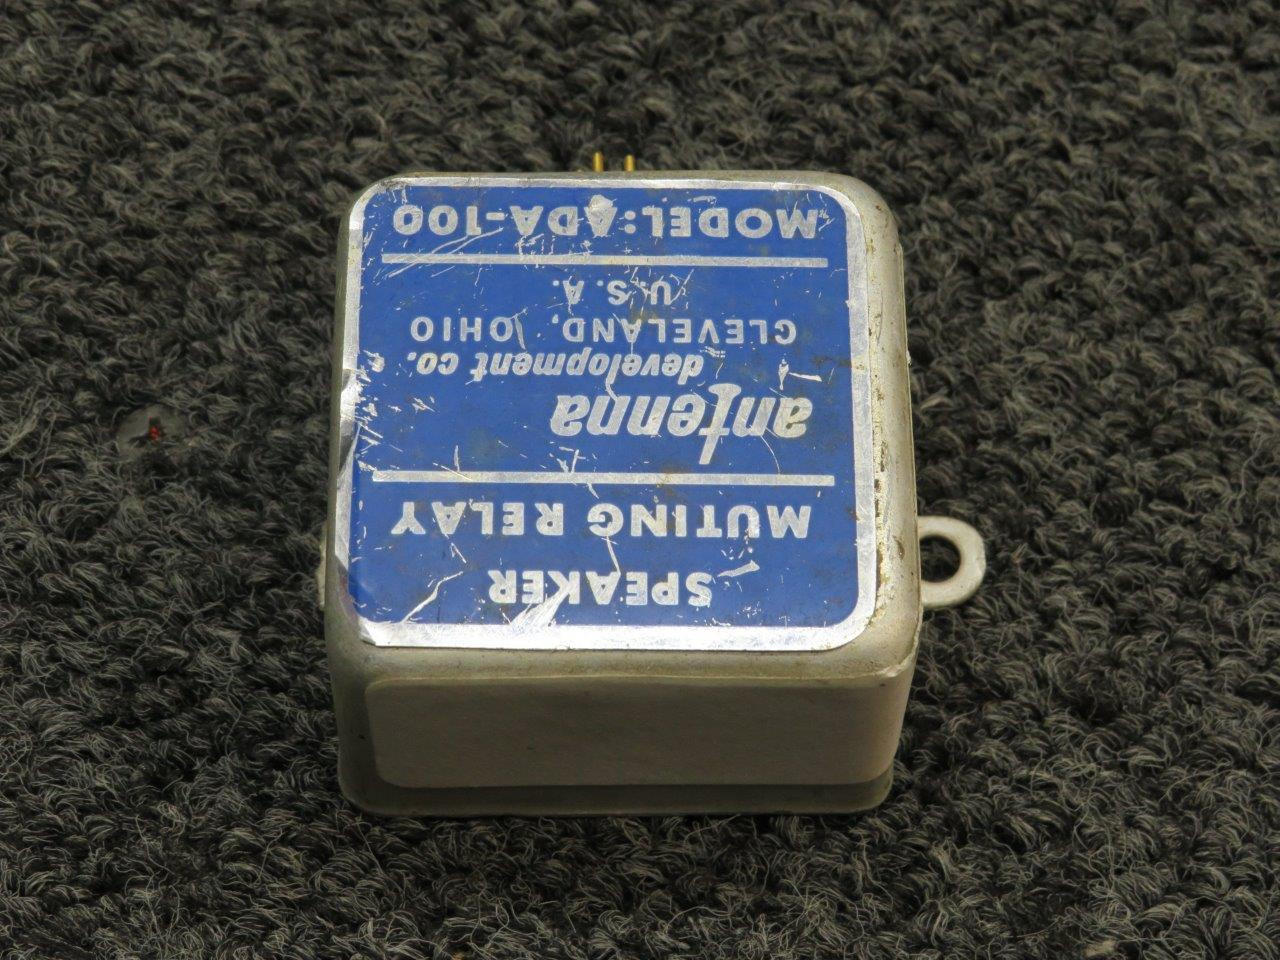 SPEAKER
MUTING RELAY
antenna
development co.
CLEVELAND, OHIO
U.S.A.
MODEL: ADA-100